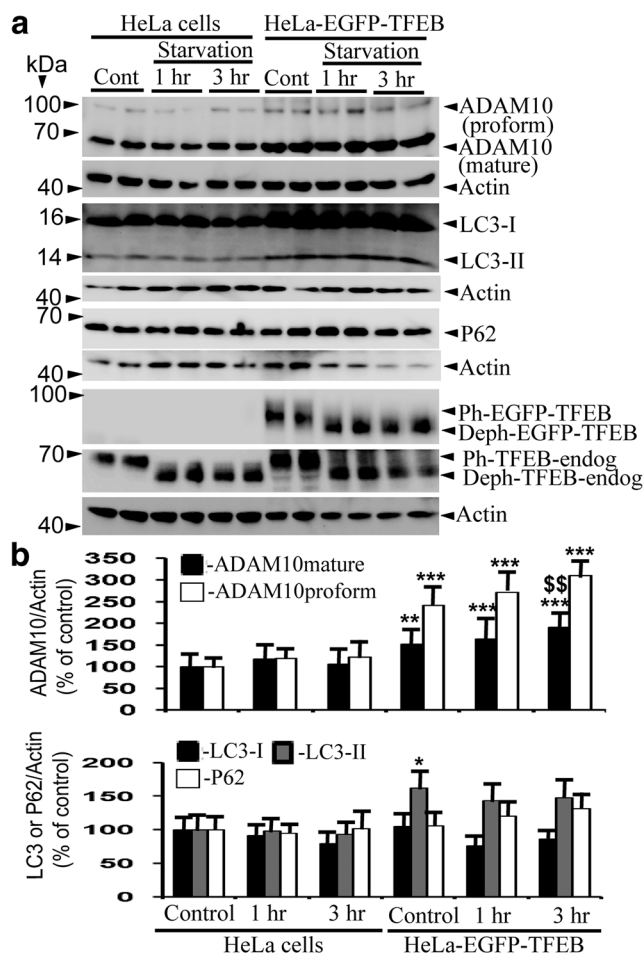 a
HeLa cells HeLa-EGFP-TFEB
Starvation Starvation
kDa Cont 1 hr 3 hr Cont 1 hr 3 hr
100 ADAM10 (proform)
70 ADAM10 (mature)
40 Actin
16 LC3-I
14 LC3-II
40 Actin
70 P62
Actin
100 Ph-EGFP-TFEB
Deph-EGFP-TFEB
70 Ph-TFEB-endog
Deph-TFEB-endog
40 Actin
b
ADAM10/Actin
(% of control)
350
300
250
200
150
100
50
0
-ADAM10mature
-ADAM10proform
** *** *** *** $$ *** ***
LC3 or P62/Actin
(% of control)
200
150
100
50
0
-LC3-I -LC3-II
-P62
*
Control 1 hr 3 hr Control 1 hr 3 hr
HeLa cells HeLa-EGFP-TFEB